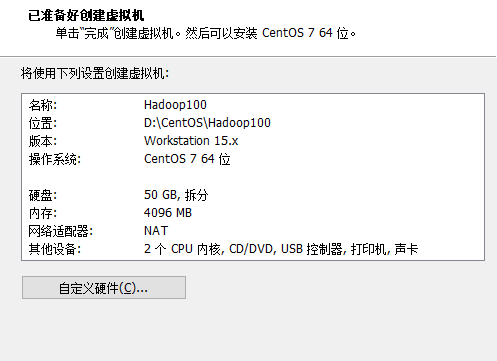 已准备好创建虚拟机
单击"完成"创建虚拟机。然后可以安装 CentOS 7 64 位。
将使用下列设置创建虚拟机:
名称: Hadoop100
位置: D:\CentOS\Hadoop100
版本: Workstation 15.x
操作系统: CentOS 7 64 位
硬盘: 50 GB, 拆分
内存: 4096 MB
网络适配器: NAT
其他设备: 2 个 CPU 内核, CD/DVD, USB 控制器, 打印机, 声卡
自定义硬件(C)...